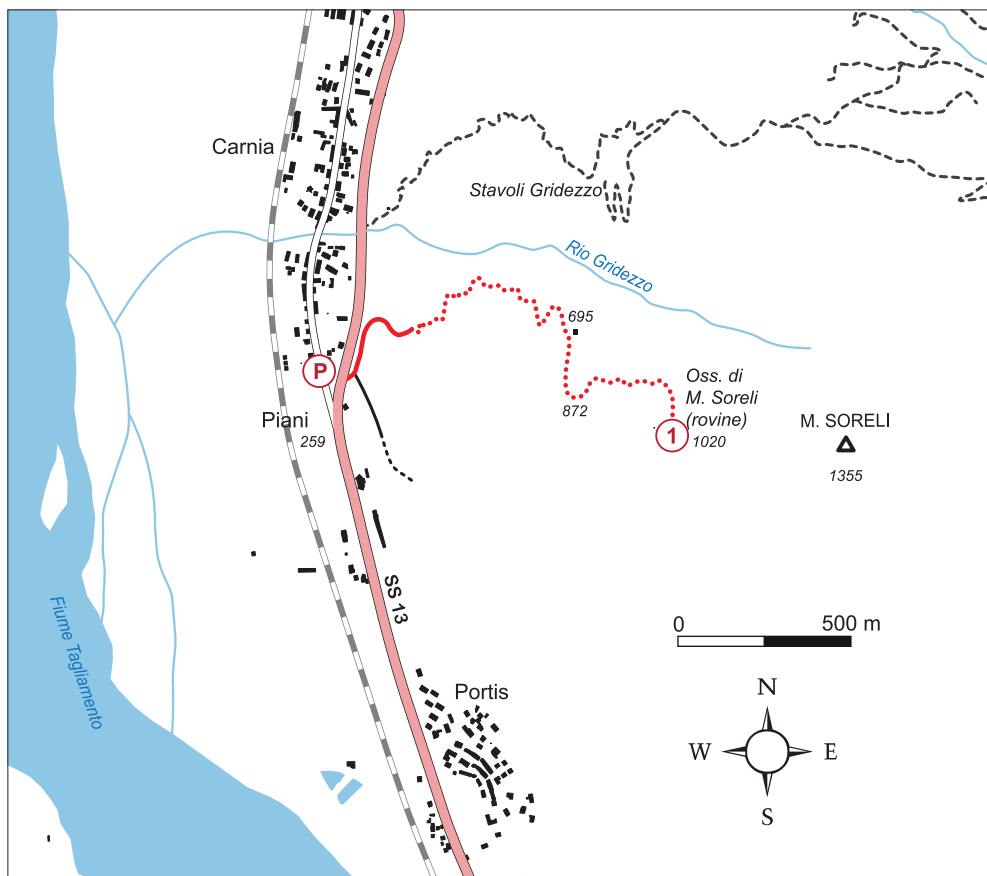 Carnia
Stavoli Gridezzo
Rio Gridezzo
695
P
Oss. di
M. Soreli
(rovine)
1020
872
1
M. SORELI
1355
Piani
259
SS 13
Fiume Tagliamento
0
500 m
Portis
N
W
E
S